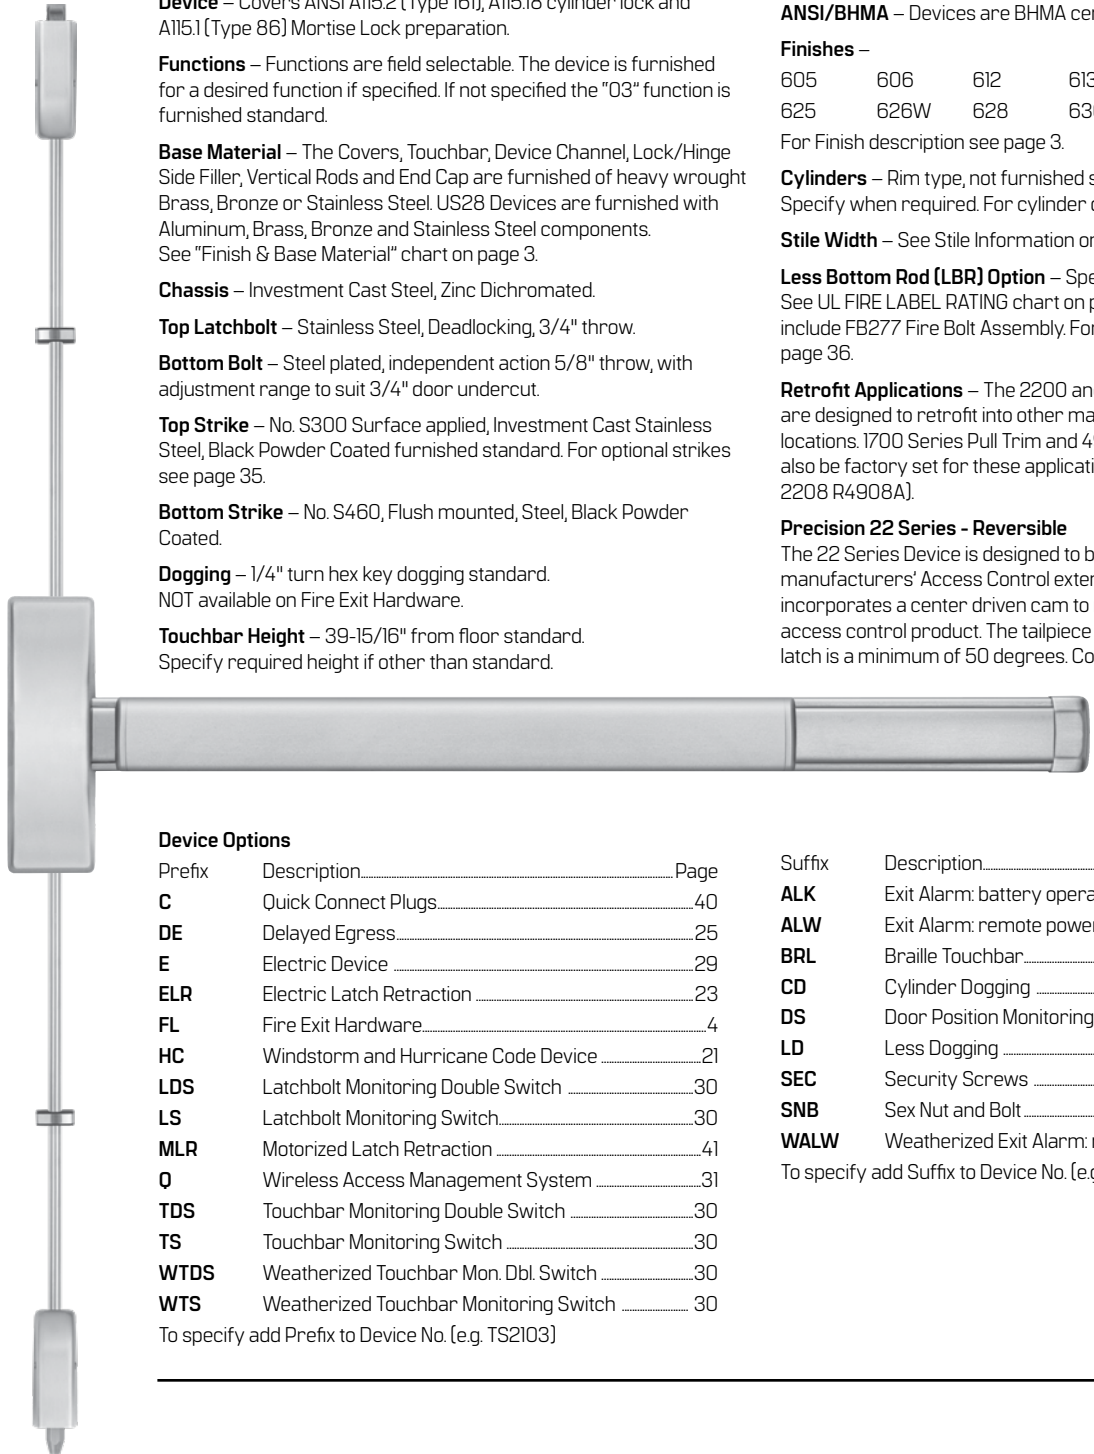 Device – Covers ANSI A115.2 (Type 161), A115.18 cylinder lock and
A115.1 (Type 86) Mortise Lock preparation.
Functions – Functions are field selectable. The device is furnished
for a desired function if specified. If not specified the "03" function is
furnished standard.
Base Material – The Covers, Touchbar, Device Channel, Lock/Hinge
Side Filler, Vertical Rods and End Cap are furnished of heavy wrought
Brass, Bronze or Stainless Steel. US28 Devices are furnished with
Aluminum, Brass, Bronze and Stainless Steel components.
See "Finish & Base Material" chart on page 3.
Chassis – Investment Cast Steel, Zinc Dichromated.
Top Latchbolt – Stainless Steel, Deadlocking, 3/4" throw.
Bottom Bolt – Steel plated, independent action 5/8" throw, with
adjustment range to suit 3/4" door undercut.
Top Strike – No. S300 Surface applied, Investment Cast Stainless
Steel, Black Powder Coated furnished standard. For optional strikes
see page 35.
Bottom Strike – No. S460, Flush mounted, Steel, Black Powder
Coated.
Dogging – 1/4" turn hex key dogging standard.
NOT available on Fire Exit Hardware.
Touchbar Height – 39-15/16" from floor standard.
Specify required height if other than standard.
ANSI/BHMA – Devices are BHMA
Finishes –
605 606 612
625 626W 628
For Finish description see page 3.
Cylinders – Rim type, not furnished
Specify when required. For cylinder
Stile Width – See Stile Information
Less Bottom Rod (LBR) Option –
See UL FIRE LABEL RATING chart on
include FB277 Fire Bolt Assembly.
page 36.
Retrofit Applications – The 2200
are designed to retrofit into other
locations. 1700 Series Pull Trim and
also be factory set for these
2208 R4908A).
Precision 22 Series - Reversible
The 22 Series Device is designed to
manufacturers' Access Control
incorporates a center driven cam to
access control product. The tailpiece
latch is a minimum of 50 degrees.
Device Options
Prefix Description Page
C Quick Connect Plugs 40
DE Delayed Egress 25
E Electric Device 29
ELR Electric Latch Retraction 23
FL Fire Exit Hardware 4
HC Windstorm and Hurricane Code Device 21
LDS Latchbolt Monitoring Double Switch 30
LS Latchbolt Monitoring Switch 30
MLR Motorized Latch Retraction 41
Q Wireless Access Management System 31
TDS Touchbar Monitoring Double Switch 30
TS Touchbar Monitoring Switch 30
WTDS Weatherized Touchbar Mon. Dbl. Switch 30
WTS Weatherized Touchbar Monitoring Switch 30
To specify add Prefix to Device No. (e.g. TS2103)
Suffix Description
ALK Exit Alarm: battery
ALW Exit Alarm: remote
BRL Braille Touchbar
CD Cylinder Dogging
DS Door Position Monitoring
LD Less Dogging
SEC Security Screws
SNB Sex Nut and Bolt
WALW Weatherized Exit Alarm:
To specify add Suffix to Device No.